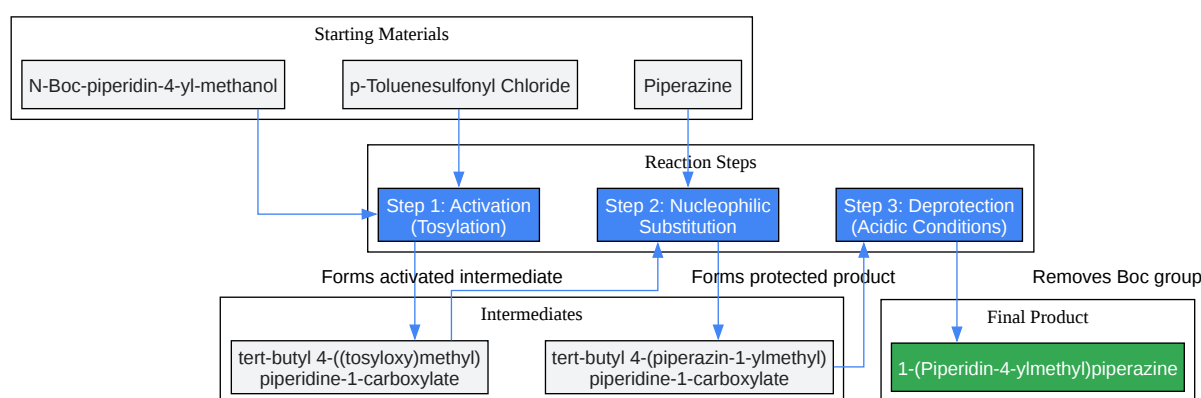 Starting Materials
N-Boc-piperidin-4-yl-methanol
p-Toluenesulfonyl Chloride
Piperazine
Reaction Steps
Step 1: Activation
(Tosylation)
Step 2: Nucleophilic
Substitution
Step 3: Deprotection
(Acidic Conditions)
Forms activated intermediate
Forms protected product
Removes Boc group
Intermediates
tert-butyl 4-((tosyloxy)methyl)
piperidine-1-carboxylate
tert-butyl 4-(piperazin-1-ylmethyl)
piperidine-1-carboxylate
Final Product
1-(Piperidin-4-ylmethyl)piperazine